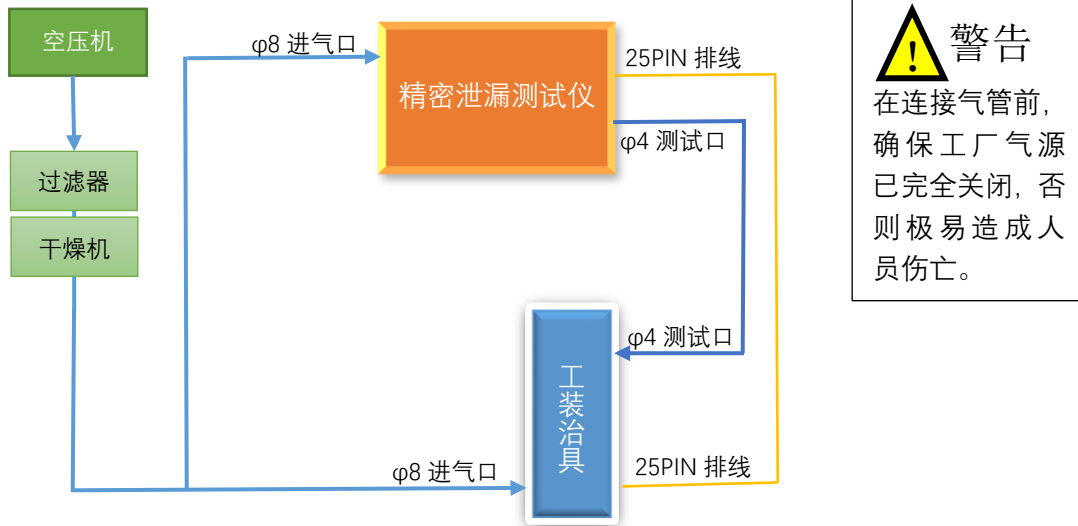 空压机
φ8 进气口
精密泄漏测试仪
25PIN 排线
φ4 测试口
过滤器
干燥机
φ4 测试口
工装治具
φ8 进气口
25PIN 排线
!
警告
在连接气管前，
确保工厂气源
已完全关闭，否
则极易造成人
员伤亡。